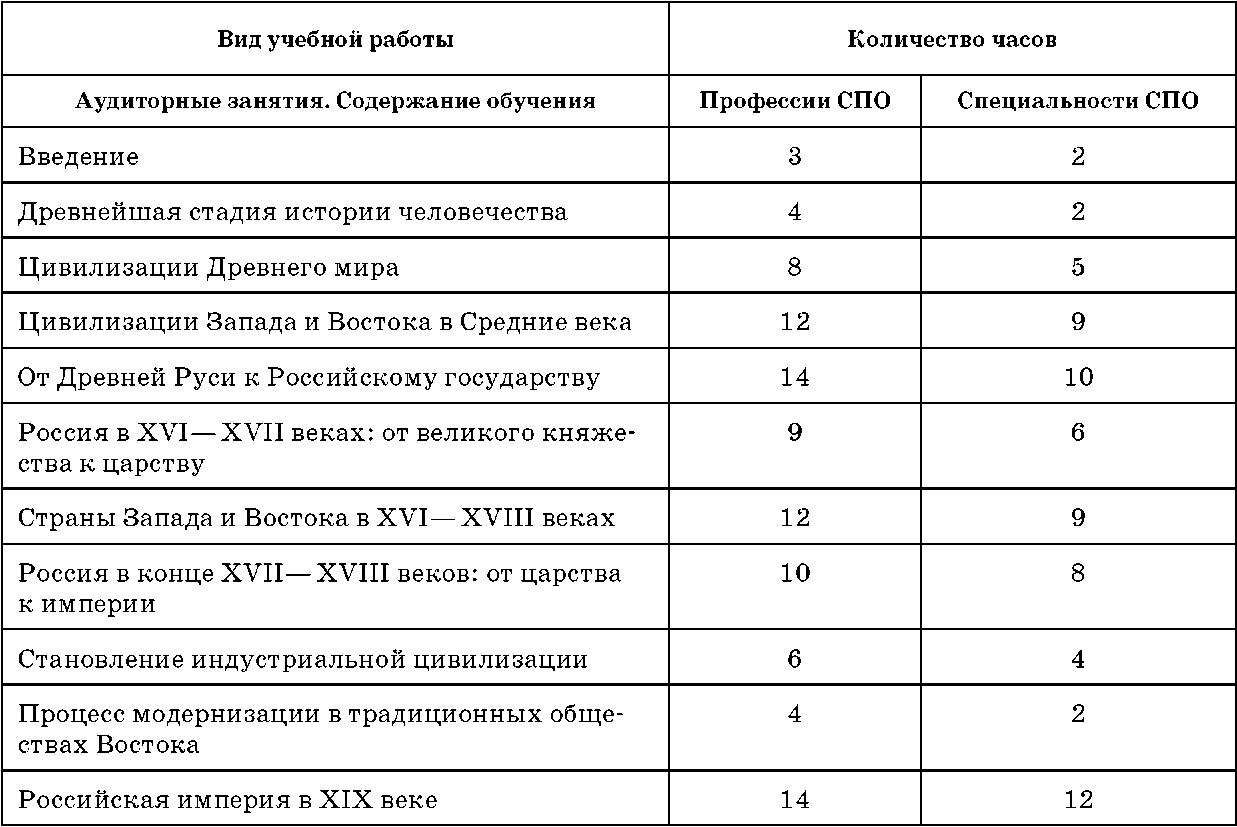 Вид учебной работы Количество часов
Аудиторные занятия. Содержание обучения Профессии СПО Специальности СПО
Введение 3 2
Древнейшая стадия истории человечества 4 2
Цивилизации Древнего мира 8 5
Цивилизации Запада и Востока в Средние века 12 9
От Древней Руси к Российскому государству 14 10
Россия в XVI— XVII веках: от великого княже- 9 6
ства к царству
Страны Запада и Востока в XVI— XVIII веках 12 9
Россия в конце XVII— XVIII веков: от царства 10 8
к империи
Становление индустриальной цивилизации 6 4
Процесс модернизации в традиционных обще- 4 2
ствах Востока
Российская империя в XIX веке 14 12